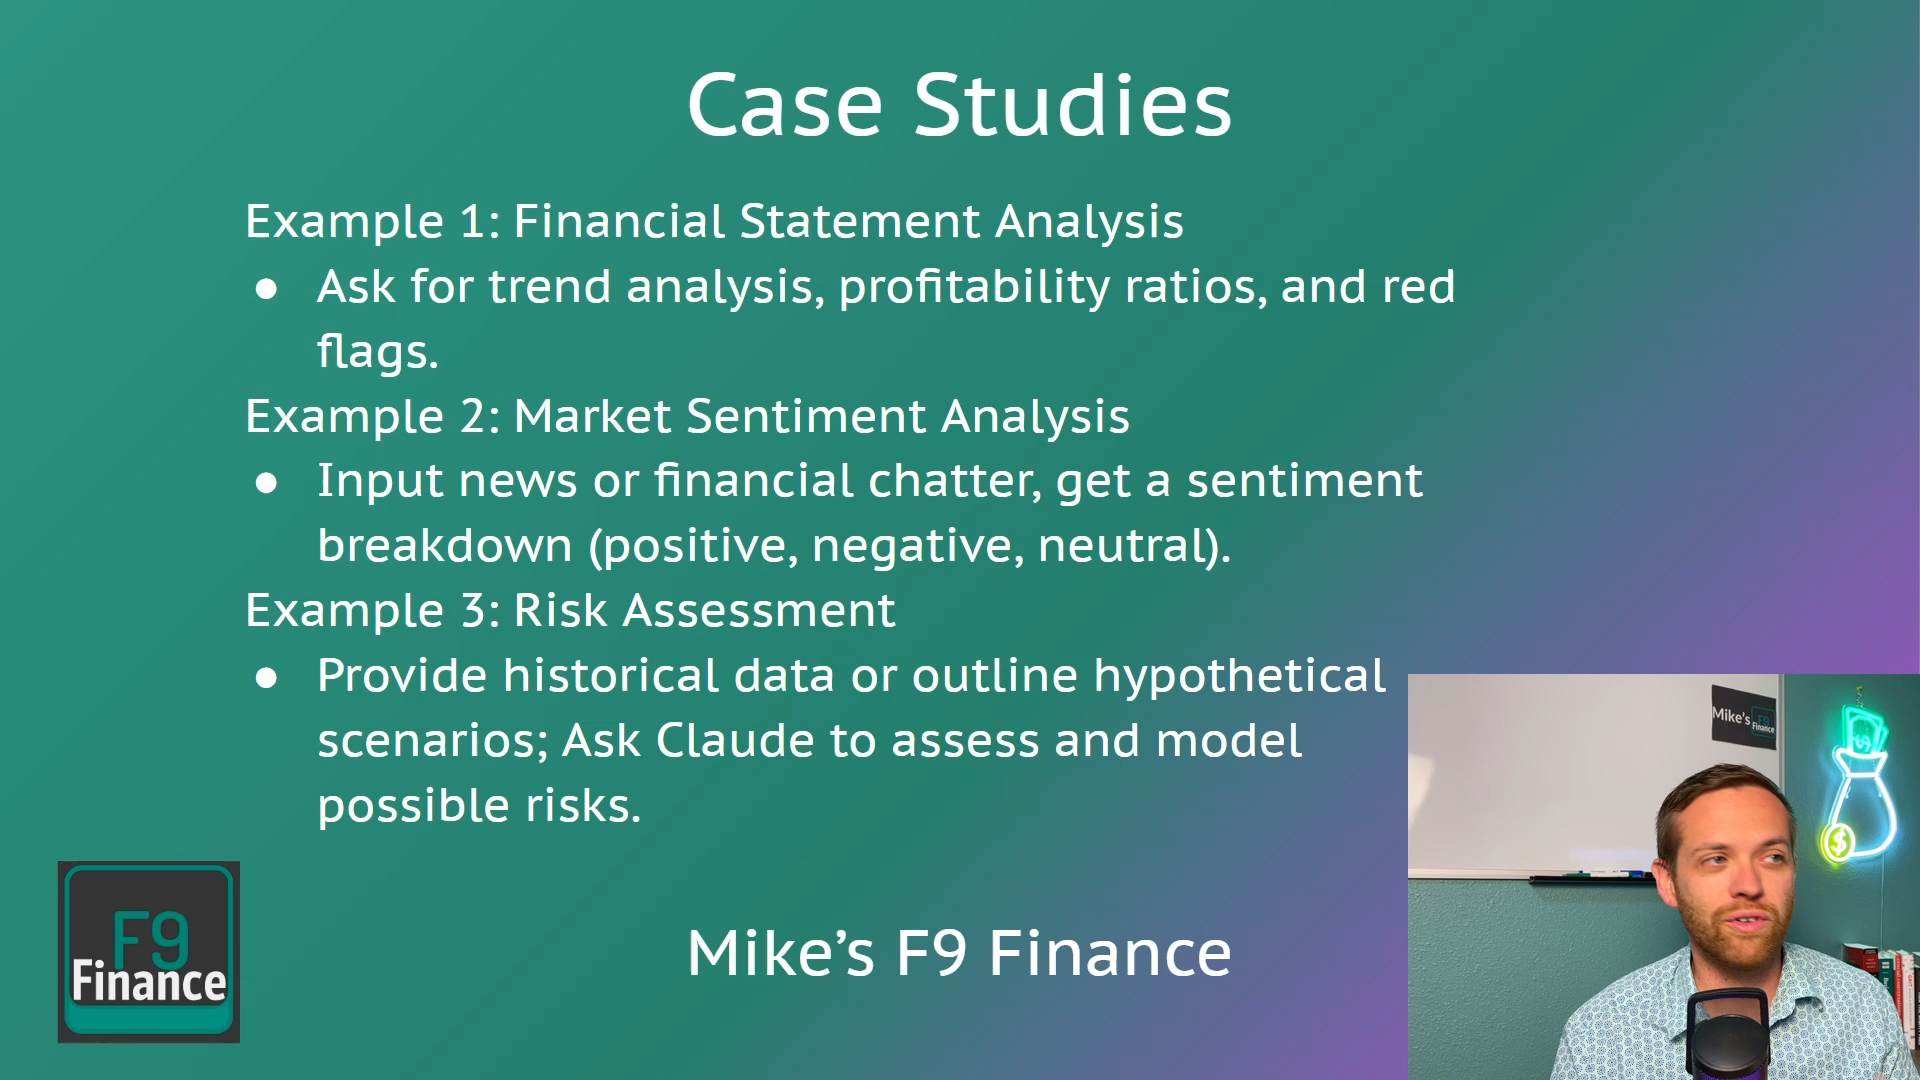 Case Studies
Example 1: Financial Statement Analysis
● Ask for trend analysis, profitability ratios, and red
flags.
Example 2: Market Sentiment Analysis
● Input news or financial chatter, get a sentiment
breakdown (positive, negative, neutral).
Example 3: Risk Assessment
● Provide historical data or outline hypothetical
scenarios; Ask Claude to assess and model
possible risks.
Mike's F9
Finance
$
$
F9
Finance
Mike’s F9 Finance